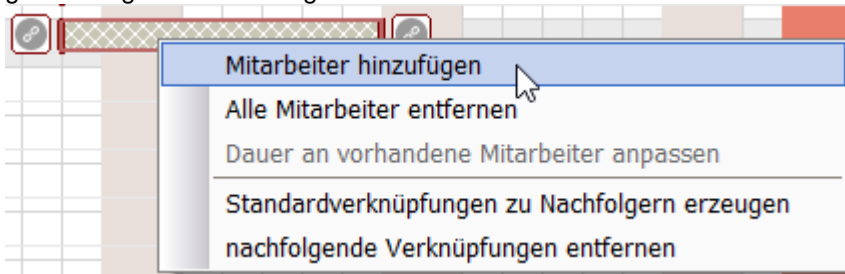 Mitarbeiter hinzufügen
Alle Mitarbeiter entfernen
Dauer an vorhandene Mitarbeiter anpassen
Standardverknüpfungen zu Nachfolgern erzeugen
nachfolgende Verknüpfungen entfernen